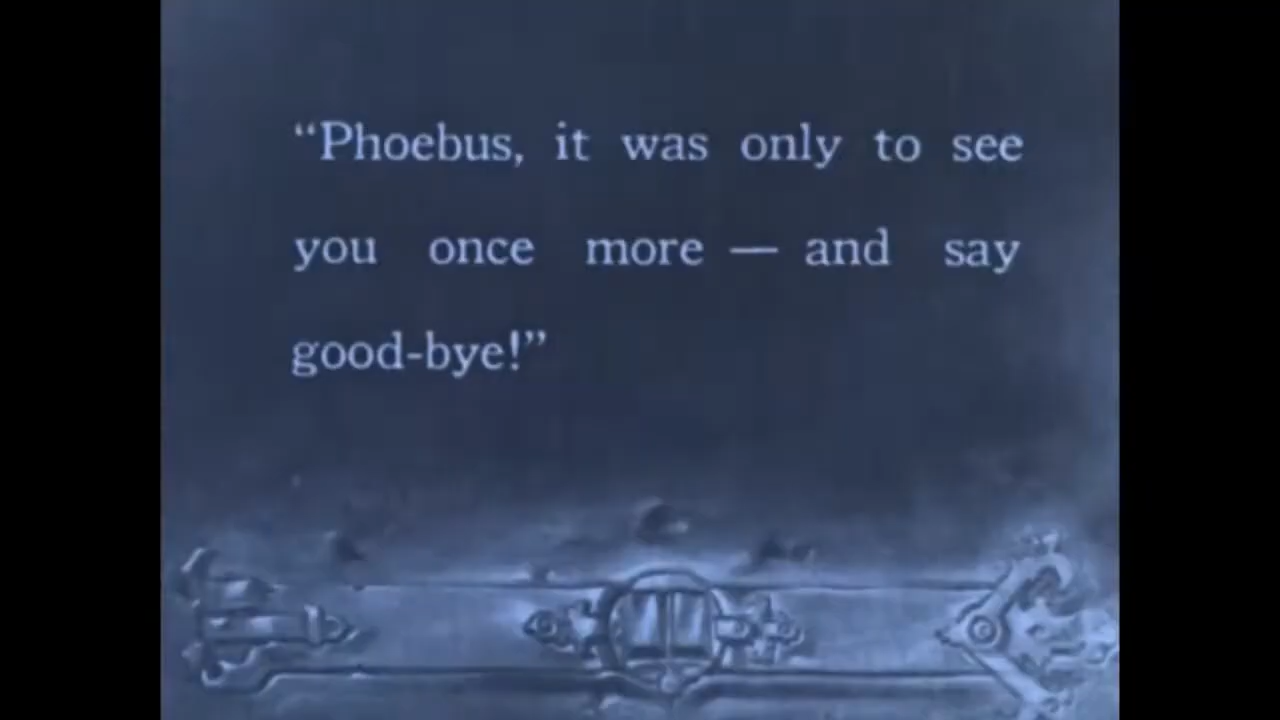 “Phoebus, it was only to see
you once more — and say
good-bye!”